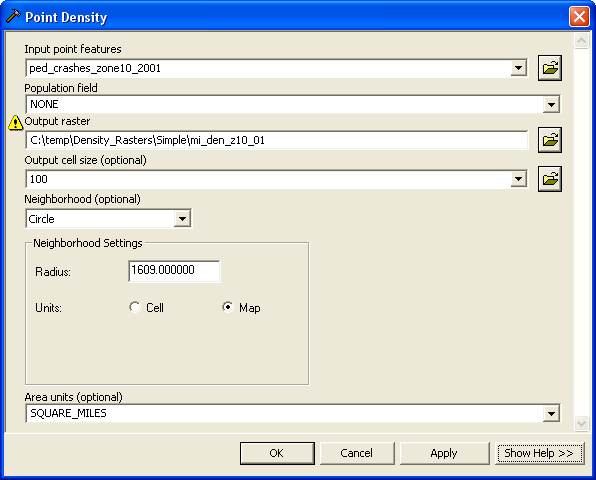 Point Density
Input point features
ped_crashes_zone10_2001
Population field
NONE
Output raster
C:\temp\Density_Rasters\Simple\mi_den_z10_01
Output cell size (optional)
100
Neighborhood (optional)
Circle
Neighborhood Settings
Radius: 1609.000000
Units: Cell Map
Area units (optional)
SQUARE_MILES
OK Cancel Apply Show Help >>